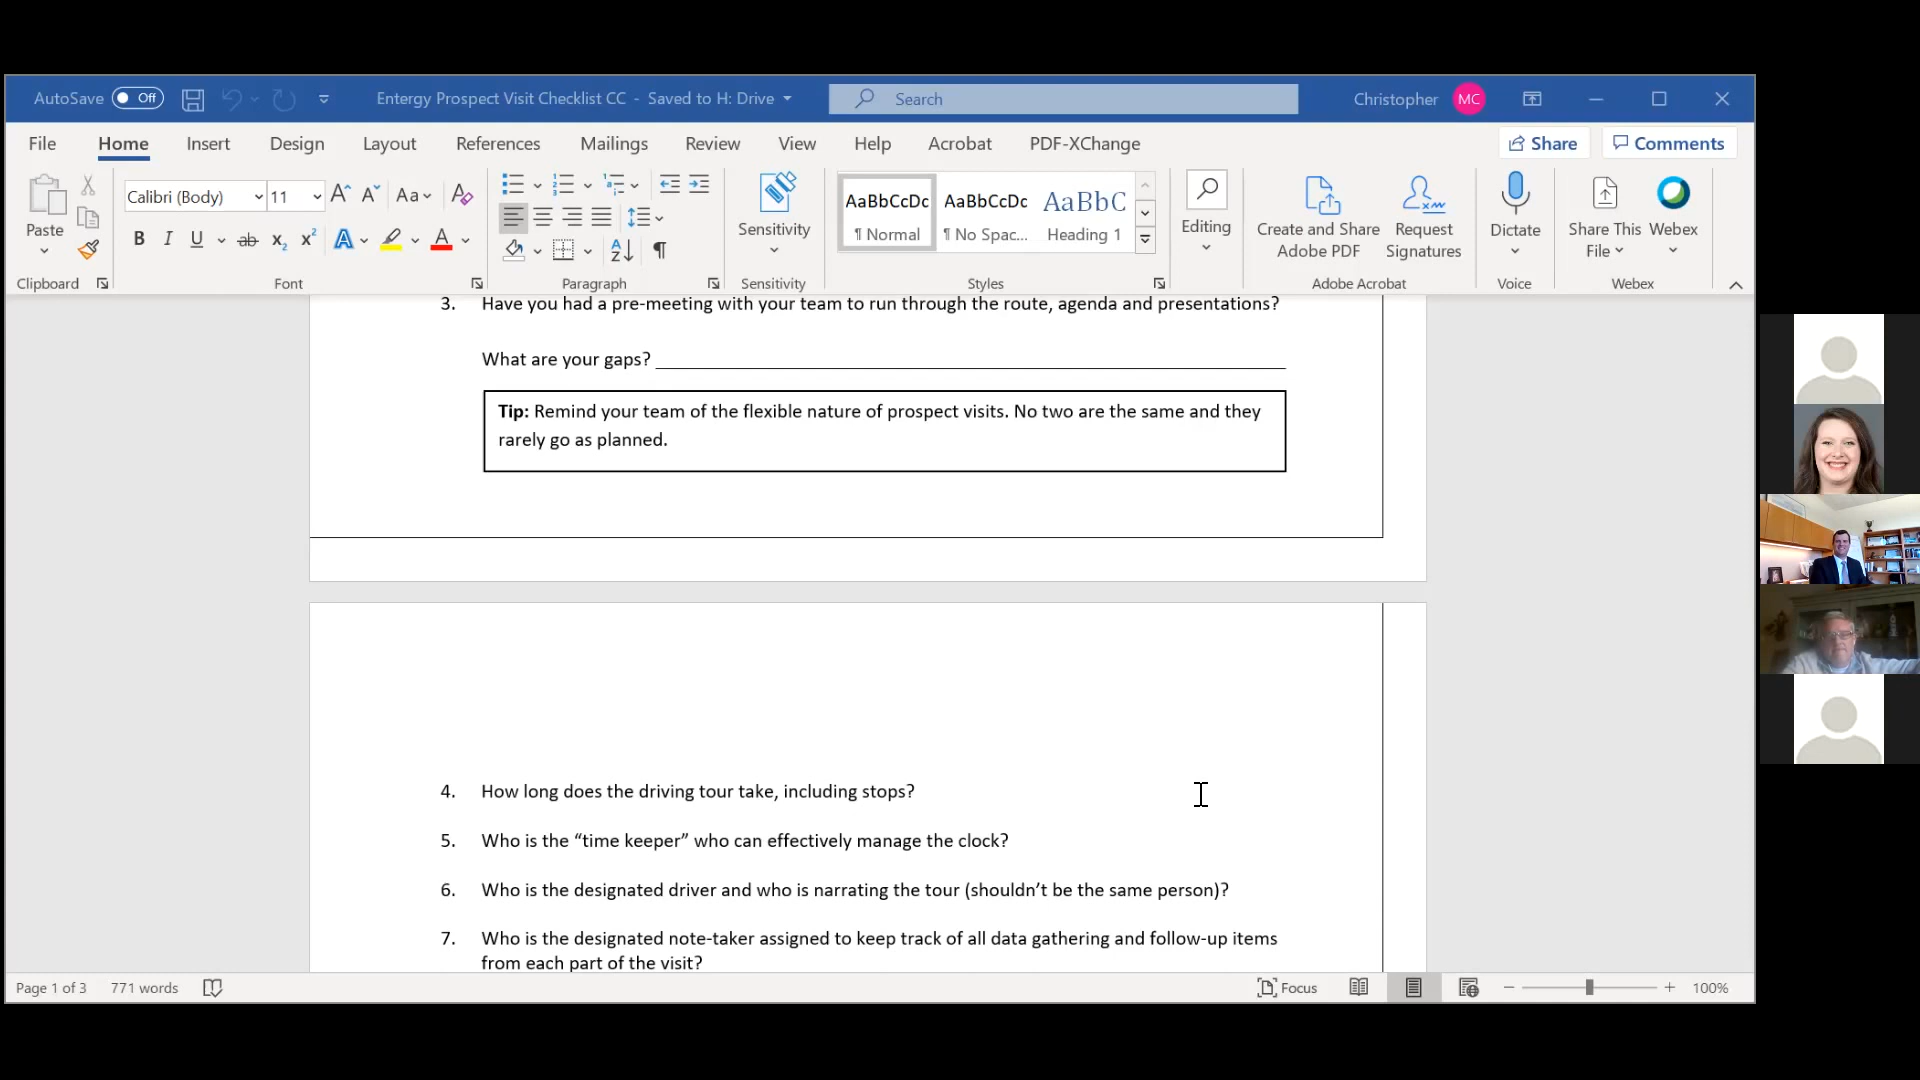 AutoSave Off Entergy Prospect Visit Checklist CC - Saved to H: Drive Search Christopher MC
File Home Insert Design Layout References Mailings Review View Help Acrobat PDF-XChange Share Comments
Paste
Calibri (Body) 11 Aa
B I U ab x₂ x² A A
A Z ¶
Sensitivity
AaBbCcDc AaBbCcDc AaBbC
¶ Normal ¶ No Spac... Heading 1
Editing
Create and Share Adobe PDF
Request Signatures
Dictate
Share This File
Webex
Clipboard Font Paragraph Sensitivity Styles Adobe Acrobat Voice Webex
3. Have you had a pre-meeting with your team to run through the route, agenda and presentations?
What are your gaps?
Tip: Remind your team of the flexible nature of prospect visits. No two are the same and they
rarely go as planned.
4. How long does the driving tour take, including stops?
5. Who is the “time keeper” who can effectively manage the clock?
6. Who is the designated driver and who is narrating the tour (shouldn’t be the same person)?
7. Who is the designated note-taker assigned to keep track of all data gathering and follow-up items
from each part of the visit?
Page 1 of 3 771 words Focus 100%